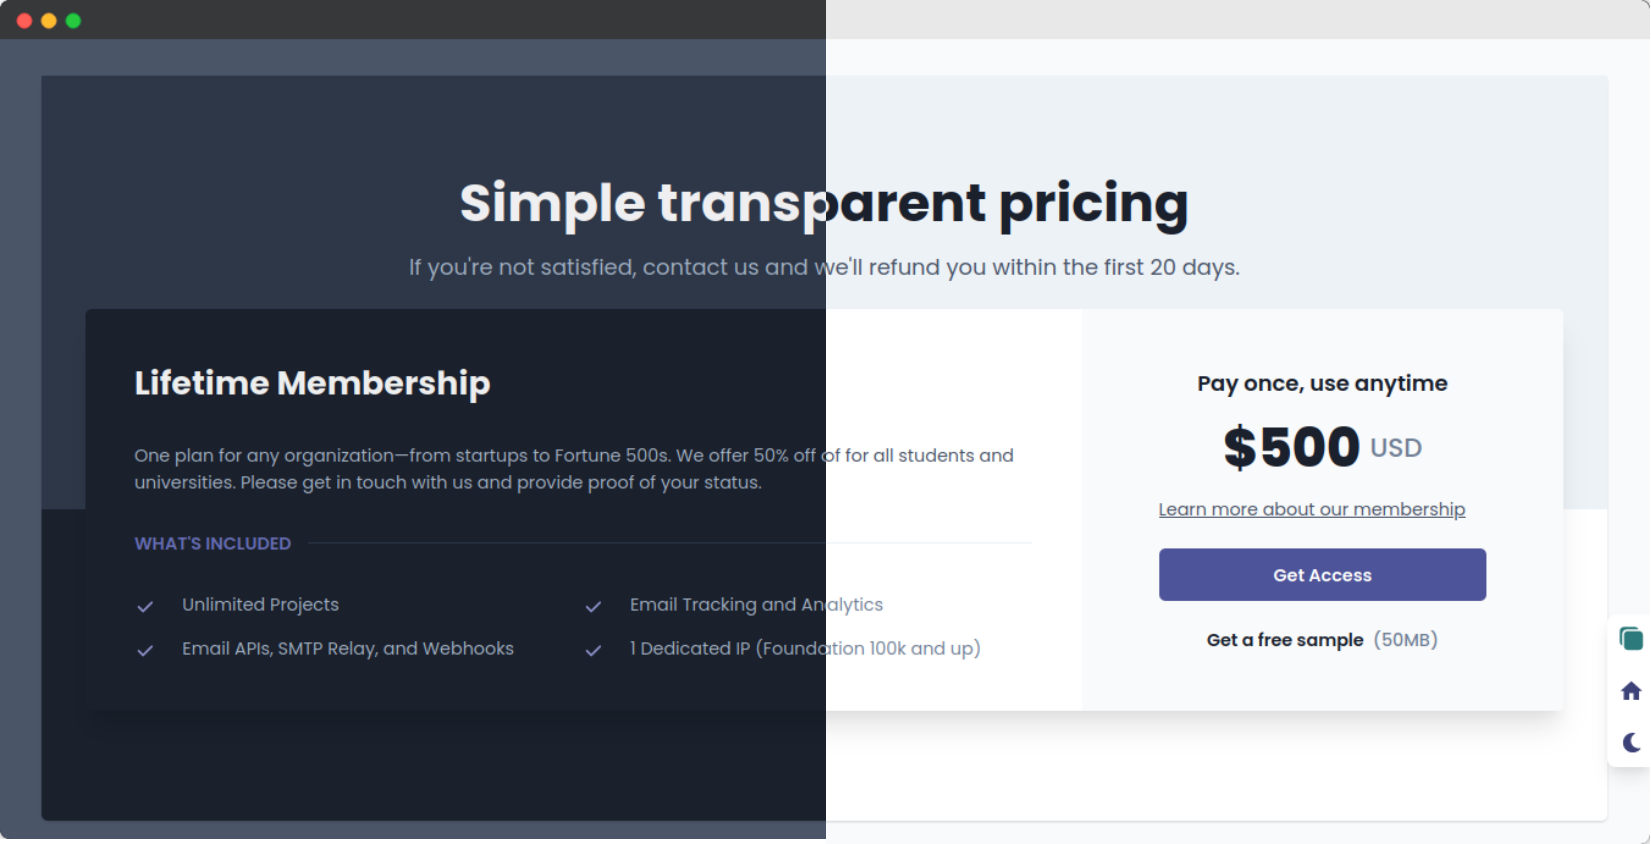 Simple transparent pricing
If you're not satisfied, contact us and we'll refund you within the first 20 days.
Lifetime Membership
One plan for any organization—from startups to Fortune 500s. We offer 50% off of for all students and
universities. Please get in touch with us and provide proof of your status.
WHAT'S INCLUDED
Unlimited Projects
Email Tracking and Analytics
Email APIs, SMTP Relay, and Webhooks
1 Dedicated IP (Foundation 100k and up)
Pay once, use anytime
$500 USD
Learn more about our membership
Get Access
Get a free sample (50MB)